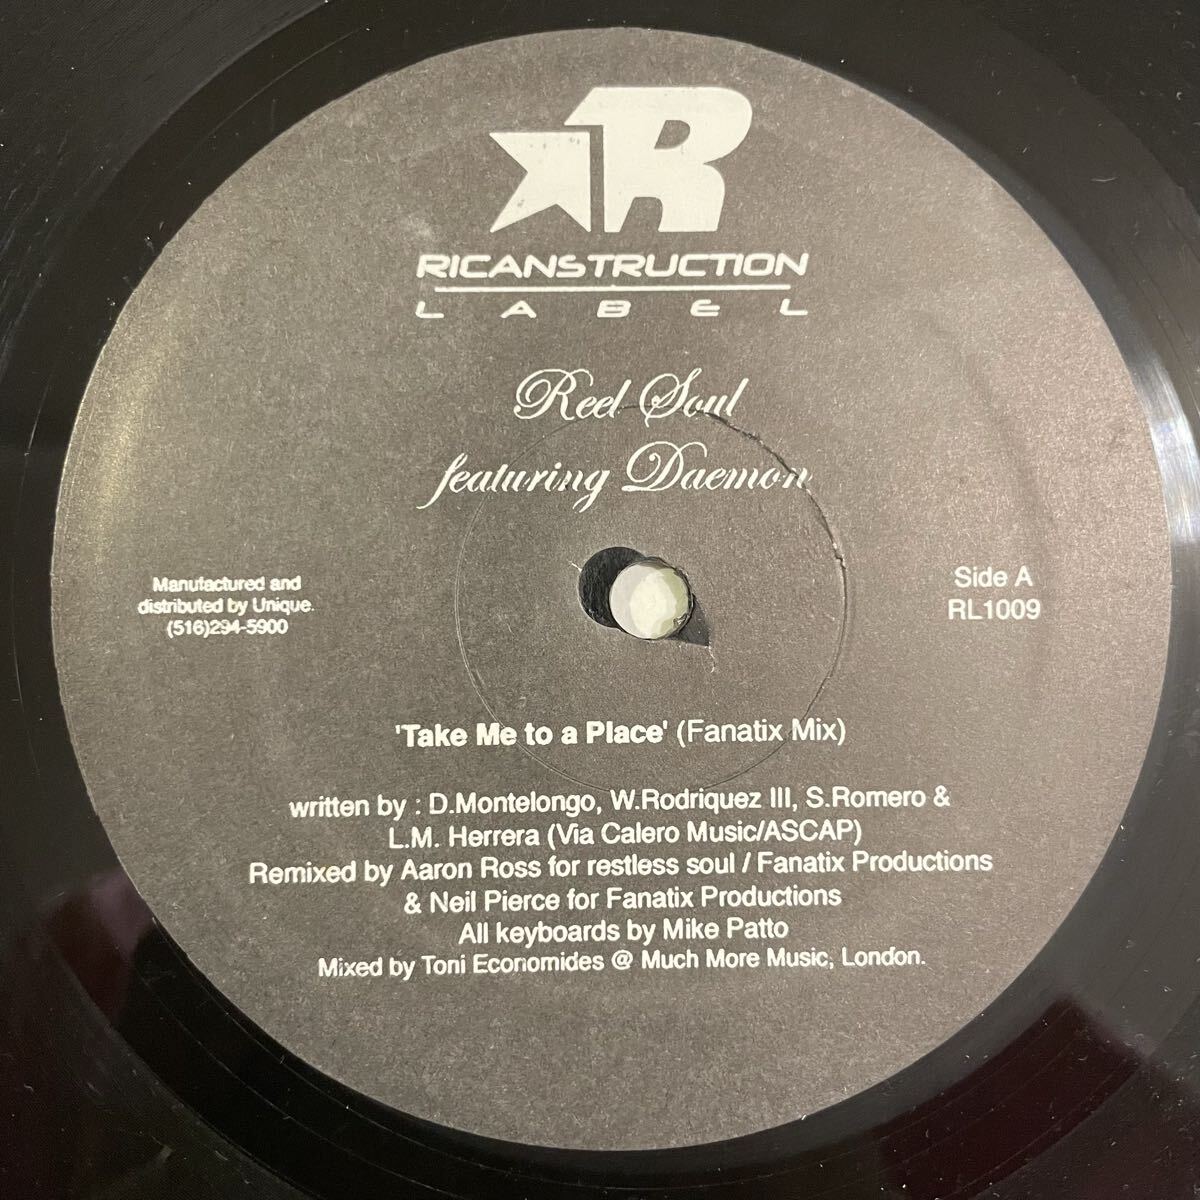 R
RICANSTRUCTION
LABEL
Reel Soul
featuring Daemon
Manufactured and
distributed by Unique.
(516)294-5900
Side A
RL1009
'Take Me to a Place' (Fanatix Mix)
written by : D.Montelongo, W.Rodriquez III, S.Romero &
L.M. Herrera (Via Calero Music/ASCAP)
Remixed by Aaron Ross for restless soul / Fanatix Productions
& Neil Pierce for Fanatix Productions
All keyboards by Mike Patto
Mixed by Toni Economides @ Much More Music, London.